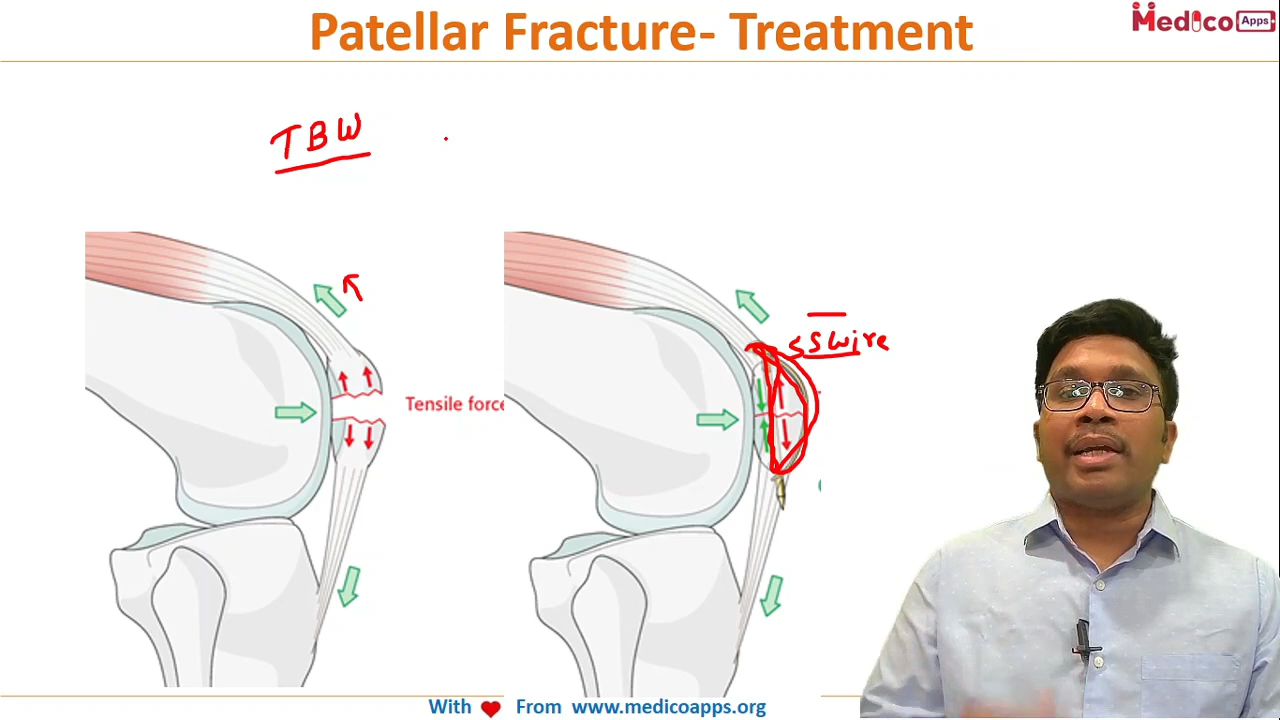 Patellar Fracture- Treatment
Medico Apps
TBW
SS Wire
Tensile force
With From www.medicoapps.org